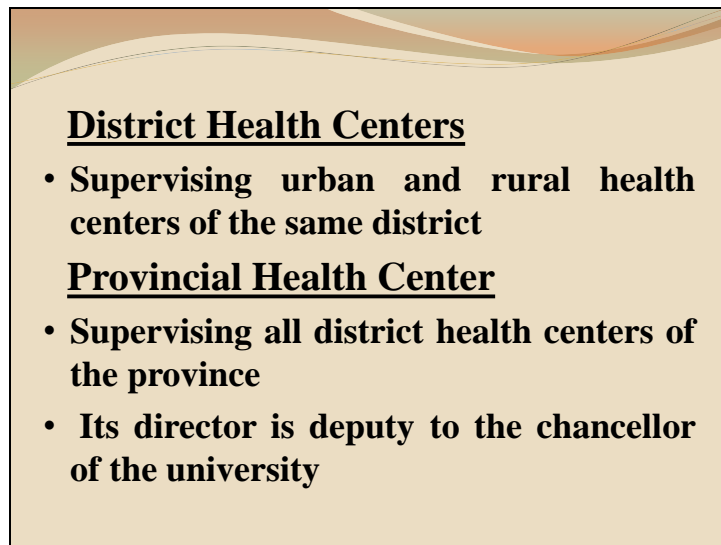 District Health Centers
• Supervising urban and rural health
centers of the same district
Provincial Health Center
• Supervising all district health centers of
the province
• Its director is deputy to the chancellor
of the university